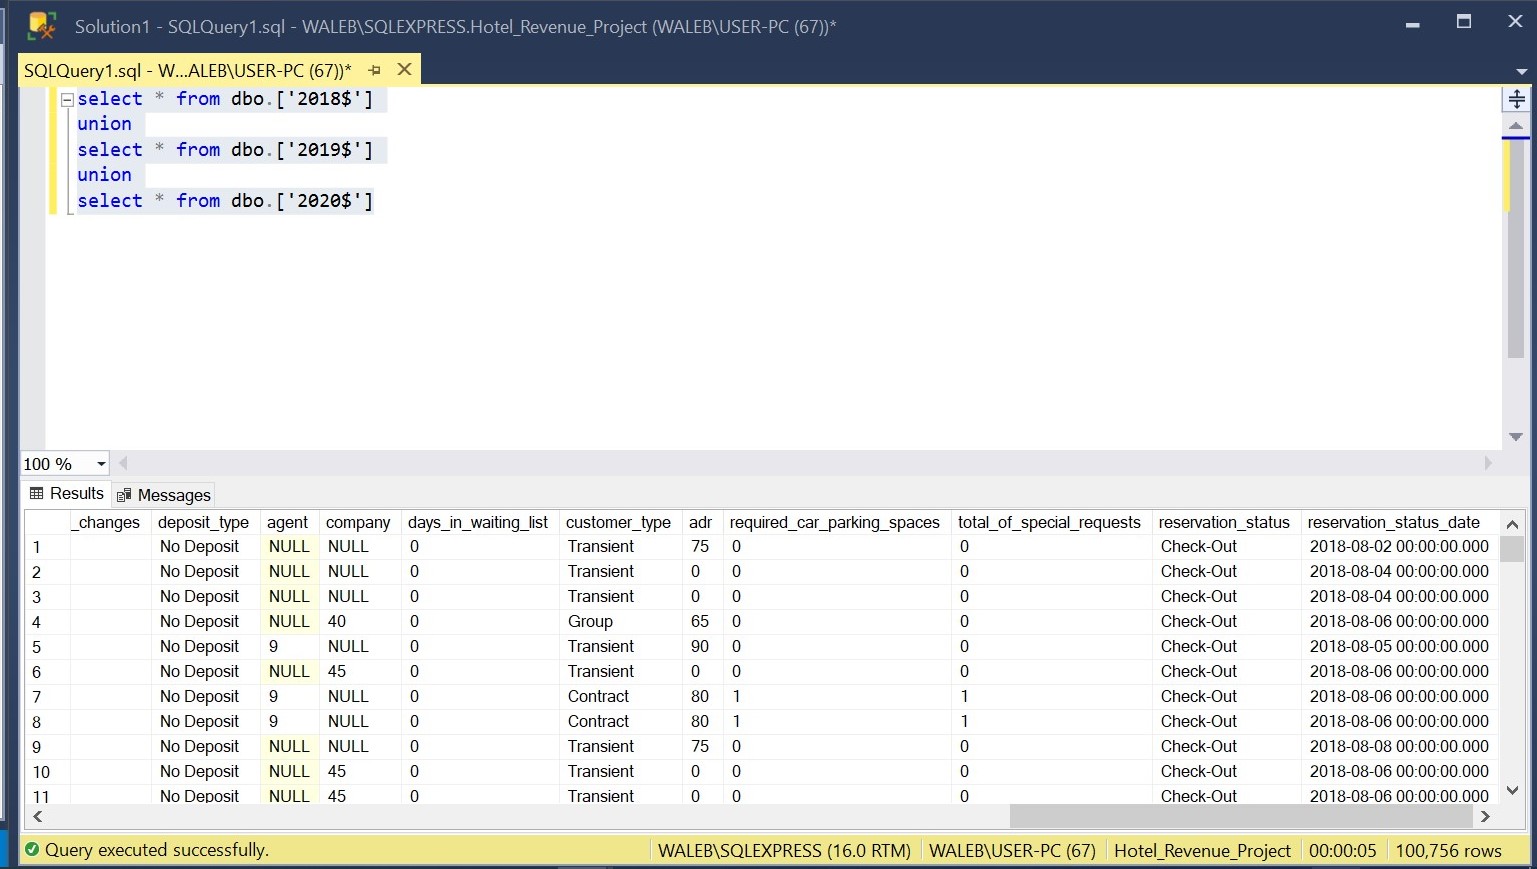 Solution1 - SQLQuery1.sql - WALEB\SQLEXPRESS.Hotel_Revenue_Project (WALEB\USER-PC (67))*
SQLQuery1.sql - W...ALEB\USER-PC (67))*
select * from dbo.['2018$']
union
select * from dbo.['2019$']
union
select * from dbo.['2020$']
100 %
Results Messages
_changes deposit_type agent company days_in_waiting_list customer_type adr required_car_parking_spaces total_of_special_requests reservation_status reservation_status_date
1 No Deposit NULL NULL 0 Transient 75 0 0 Check-Out 2018-08-02 00:00:00.000
2 No Deposit NULL NULL 0 Transient 0 0 0 Check-Out 2018-08-04 00:00:00.000
3 No Deposit NULL NULL 0 Transient 0 0 0 Check-Out 2018-08-04 00:00:00.000
4 No Deposit NULL 40 0 Group 65 0 0 Check-Out 2018-08-06 00:00:00.000
5 No Deposit 9 NULL 0 Transient 90 0 0 Check-Out 2018-08-05 00:00:00.000
6 No Deposit NULL 45 0 Transient 0 0 0 Check-Out 2018-08-06 00:00:00.000
7 No Deposit 9 NULL 0 Contract 80 1 1 Check-Out 2018-08-06 00:00:00.000
8 No Deposit 9 NULL 0 Contract 80 1 1 Check-Out 2018-08-06 00:00:00.000
9 No Deposit NULL NULL 0 Transient 75 0 0 Check-Out 2018-08-08 00:00:00.000
10 No Deposit NULL 45 0 Transient 0 0 0 Check-Out 2018-08-06 00:00:00.000
11 No Deposit NULL 45 0 Transient 0 0 0 Check-Out 2018-08-06 00:00:00.000
Query executed successfully. WALEB\SQLEXPRESS (16.0 RTM) WALEB\USER-PC (67) Hotel_Revenue_Project 00:00:05 100,756 rows